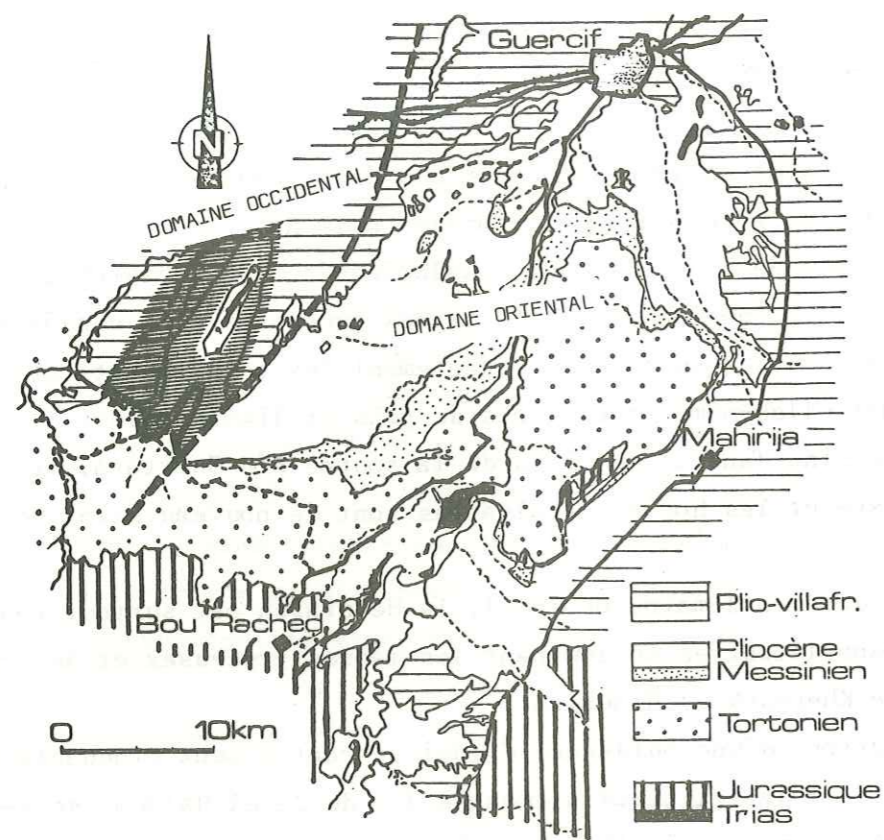 Guercif
N
DOMAINE OCCIDENTAL
DOMAINE ORIENTAL
Mahirija
Bou Rached
0 10km
Plio-villafr.
Pliocène
Messinien
Tortonien
Jurassique
Trias